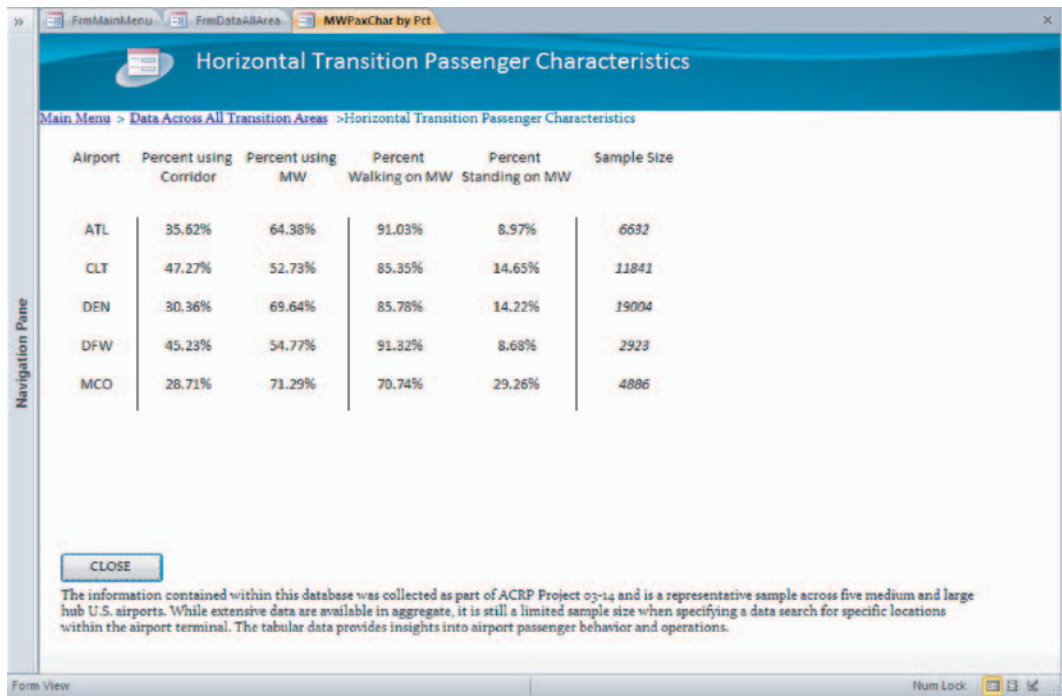 »
FrmMainMenu FrmDataAllArea MWPaxChar by Pct ×
Horizontal Transition Passenger Characteristics
Main Menu > Data Across All Transition Areas >Horizontal Transition Passenger Characteristics
Airport Percent using Percent using Percent Percent Sample Size
Corridor MW Walking on MW Standing on MW
ATL 35.62% 64.38% 91.03% 8.97% 6632
CLT 47.27% 52.73% 85.35% 14.65% 11841
DEN 30.36% 69.64% 85.78% 14.22% 19004
DFW 45.23% 54.77% 91.32% 8.68% 2923
MCO 28.71% 71.29% 70.74% 29.26% 4886
Navigation Pane
CLOSE
The information contained within this database was collected as part of ACRP Project 03-14 and is a representative sample across five medium and large
hub U.S. airports. While extensive data are available in aggregate, it is still a limited sample size when specifying a data search for specific locations
within the airport terminal. The tabular data provides insights into airport passenger behavior and operations.
Form View Num Lock